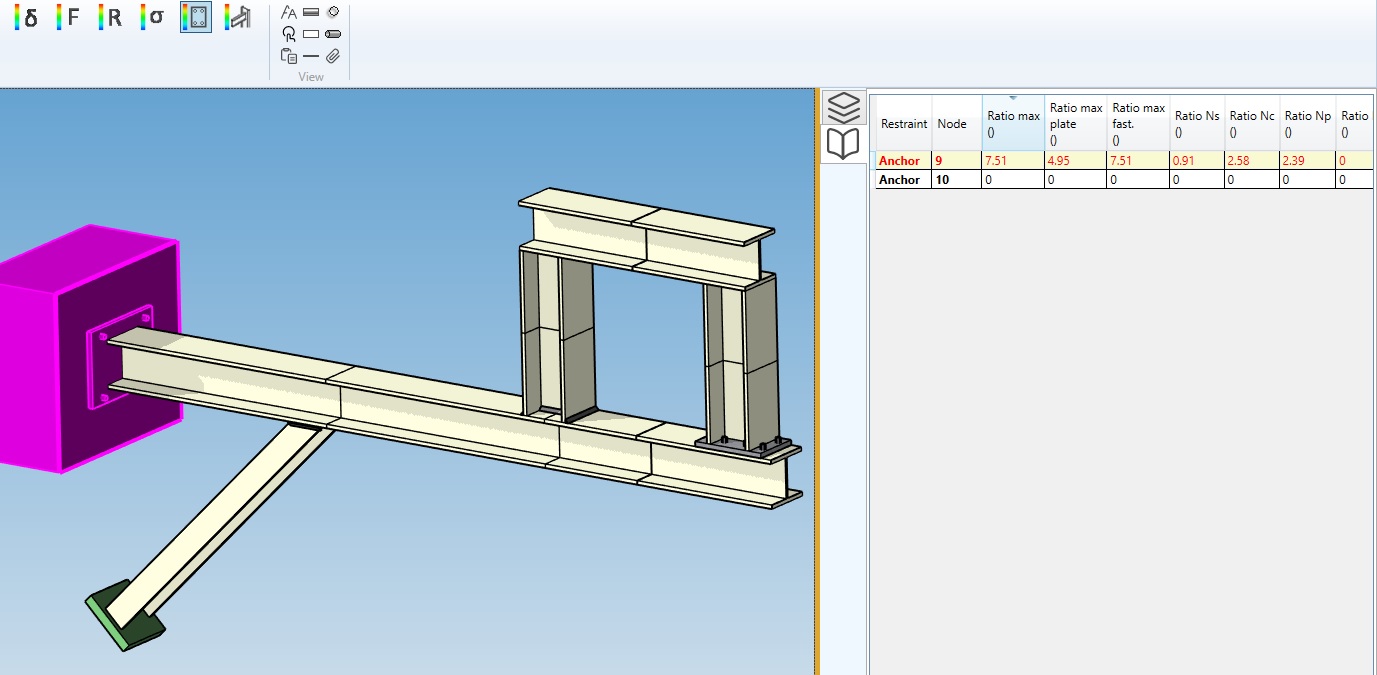 δ F R σ
View
Restraint Node Ratio max () Ratio max plate () Ratio max fast. () Ratio Ns () Ratio Nc () Ratio Np () Ratio ()
Anchor 9 7.51 4.95 7.51 0.91 2.58 2.39 0
Anchor 10 0 0 0 0 0 0 0